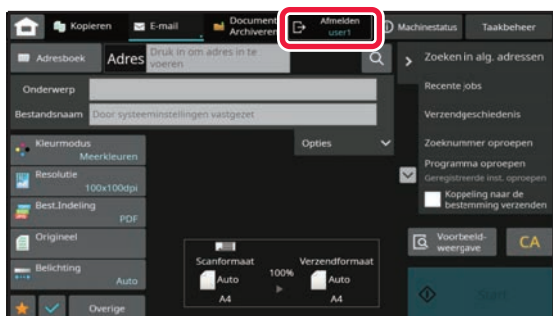 Kopieren
E-mail
Document
Archiveren
Afmelden
user1
Machinestatus
Taakbeheer
Adresboek
Adres
Druk in om adres in te
voeren
Zoeken in alg. adressen
Onderwerp
Recente jobs
Bestandsnaam
Door systeeminstellingen vastgezet
Verzendgeschiedenis
Kleurmodus
Meerkleuren
Opties
Zoeknummer oproepen
Resolutie
100x100dpi
Programma oproepen
Geregistreerde inst. oproepen
Best.Indeling
PDF
Koppeling naar de
bestemming verzenden
Origineel
Voorbeeld-
weergave
CA
Belichting
Auto
Scanformaat
Auto
A4
100%
Verzendformaat
Auto
A4
Overige
Start